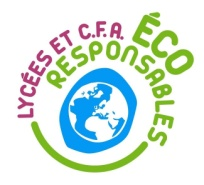 LYCÉES ET C.F.A. ÉCO
RESPONSABLES